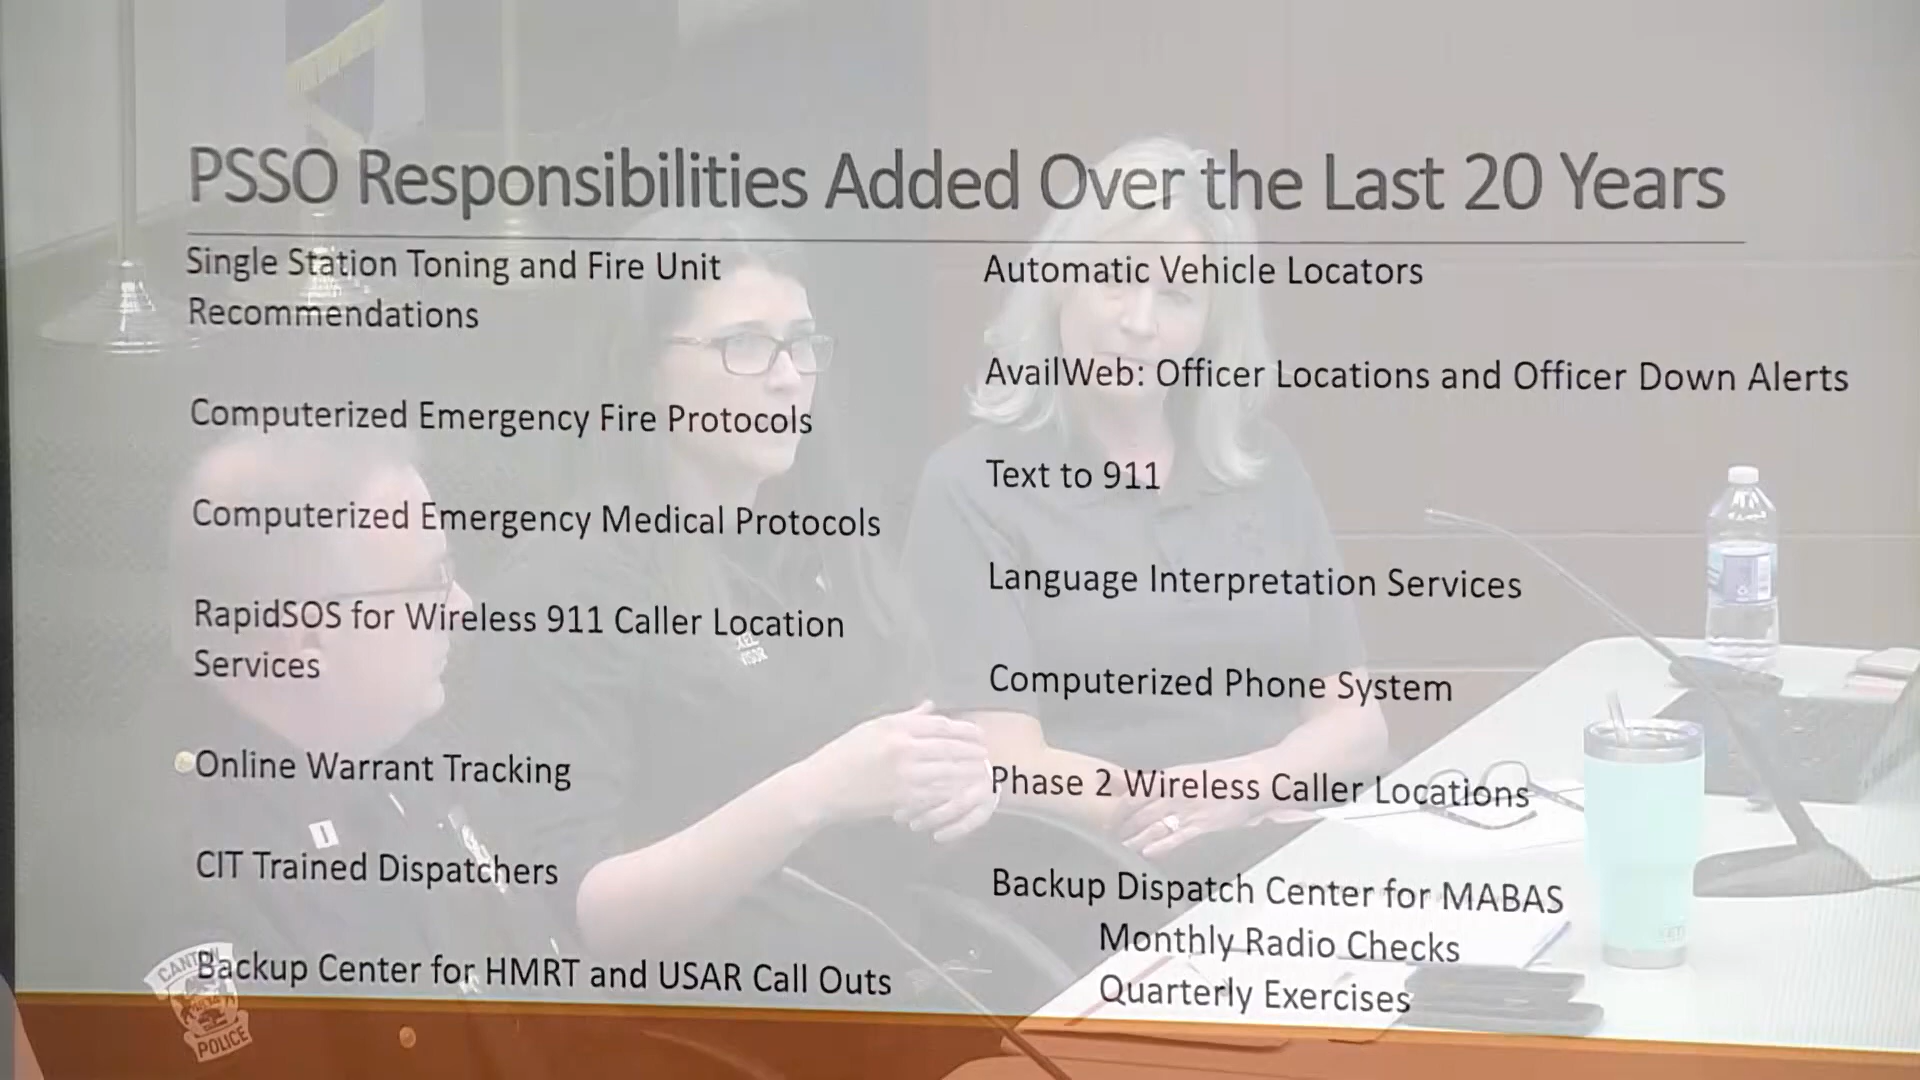 PSSO Responsibilities Added Over the Last 20 Years
Single Station Toning and Fire Unit
Recommendations
Computerized Emergency Fire Protocols
Computerized Emergency Medical Protocols
RapidSOS for Wireless 911 Caller Location
Services
Online Warrant Tracking
CIT Trained Dispatchers
Backup Center for HMRT and USAR Call Outs
Automatic Vehicle Locators
AvailWeb: Officer Locations and Officer Down Alerts
Text to 911
Language Interpretation Services
Computerized Phone System
Phase 2 Wireless Caller Locations
Backup Dispatch Center for MABAS
Monthly Radio Checks
Quarterly Exercises
CANTON
POLICE